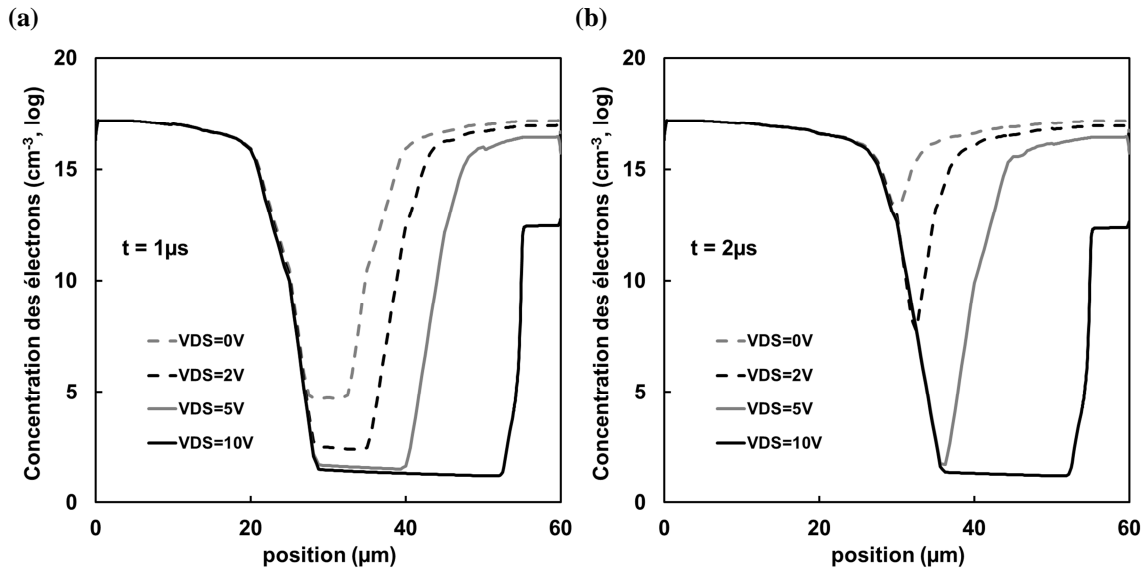 (a)
Concentration des électrons (cm-3, log)
20
15
10
5
0
t = 1µs
VDS=0V
VDS=2V
VDS=5V
VDS=10V
0 20 40 60
position (µm)
(b)
Concentration des électrons (cm-3, log)
20
15
10
5
0
t = 2µs
VDS=0V
VDS=2V
VDS=5V
VDS=10V
0 20 40 60
position (µm)